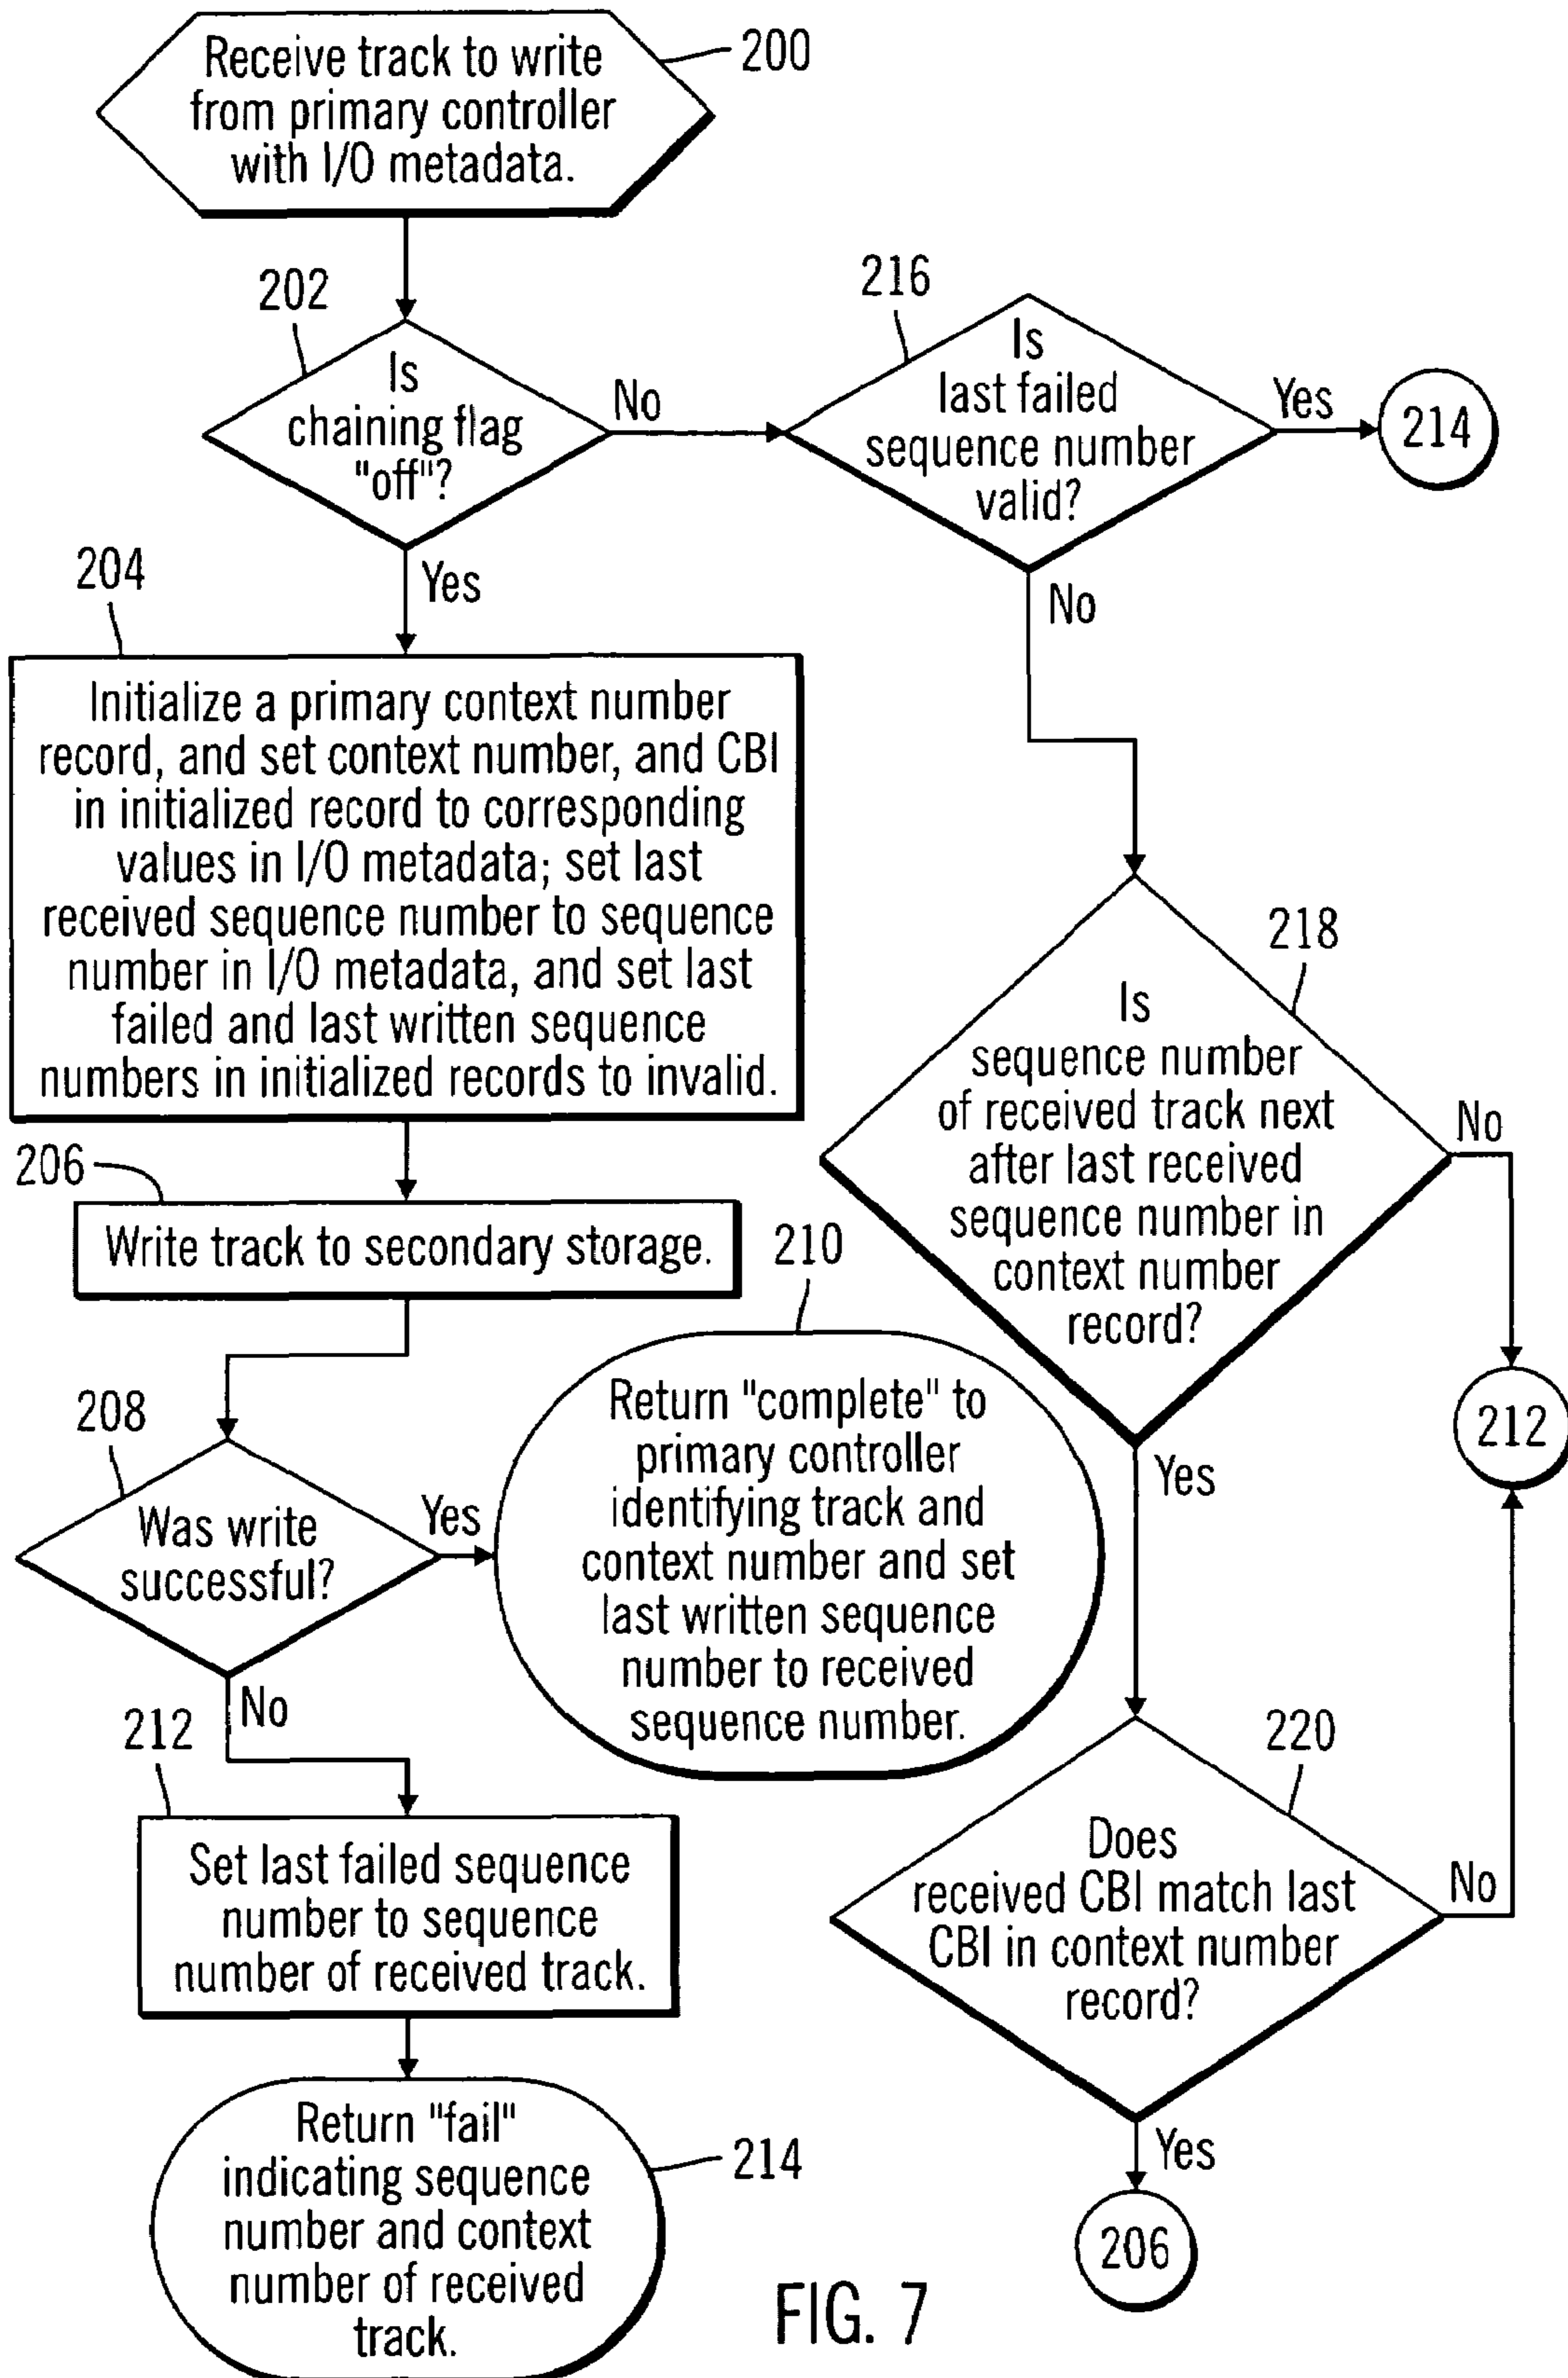 Receive track to write
from primary controller
with I/O metadata.
200
202
Is
chaining flag
"off"?
No
Yes
216
Is
last failed
sequence number
valid?
Yes
214
No
204
Initialize a primary context number
record, and set context number, and CBI
in initialized record to corresponding
values in I/O metadata; set last
received sequence number to sequence
number in I/O metadata, and set last
failed and last written sequence
numbers in initialized records to invalid.
206
Write track to secondary storage.
218
Is
sequence number
of received track next
after last received
sequence number in
context number
record?
No
212
Yes
208
Was write
successful?
Yes
No
210
Return "complete" to
primary controller
identifying track and
context number and set
last written sequence
number to received
sequence number.
212
Set last failed sequence
number to sequence
number of received track.
220
Does
received CBI match last
CBI in context number
record?
No
Yes
206
Return "fail"
indicating sequence
number and context
number of received
track.
214
FIG. 7